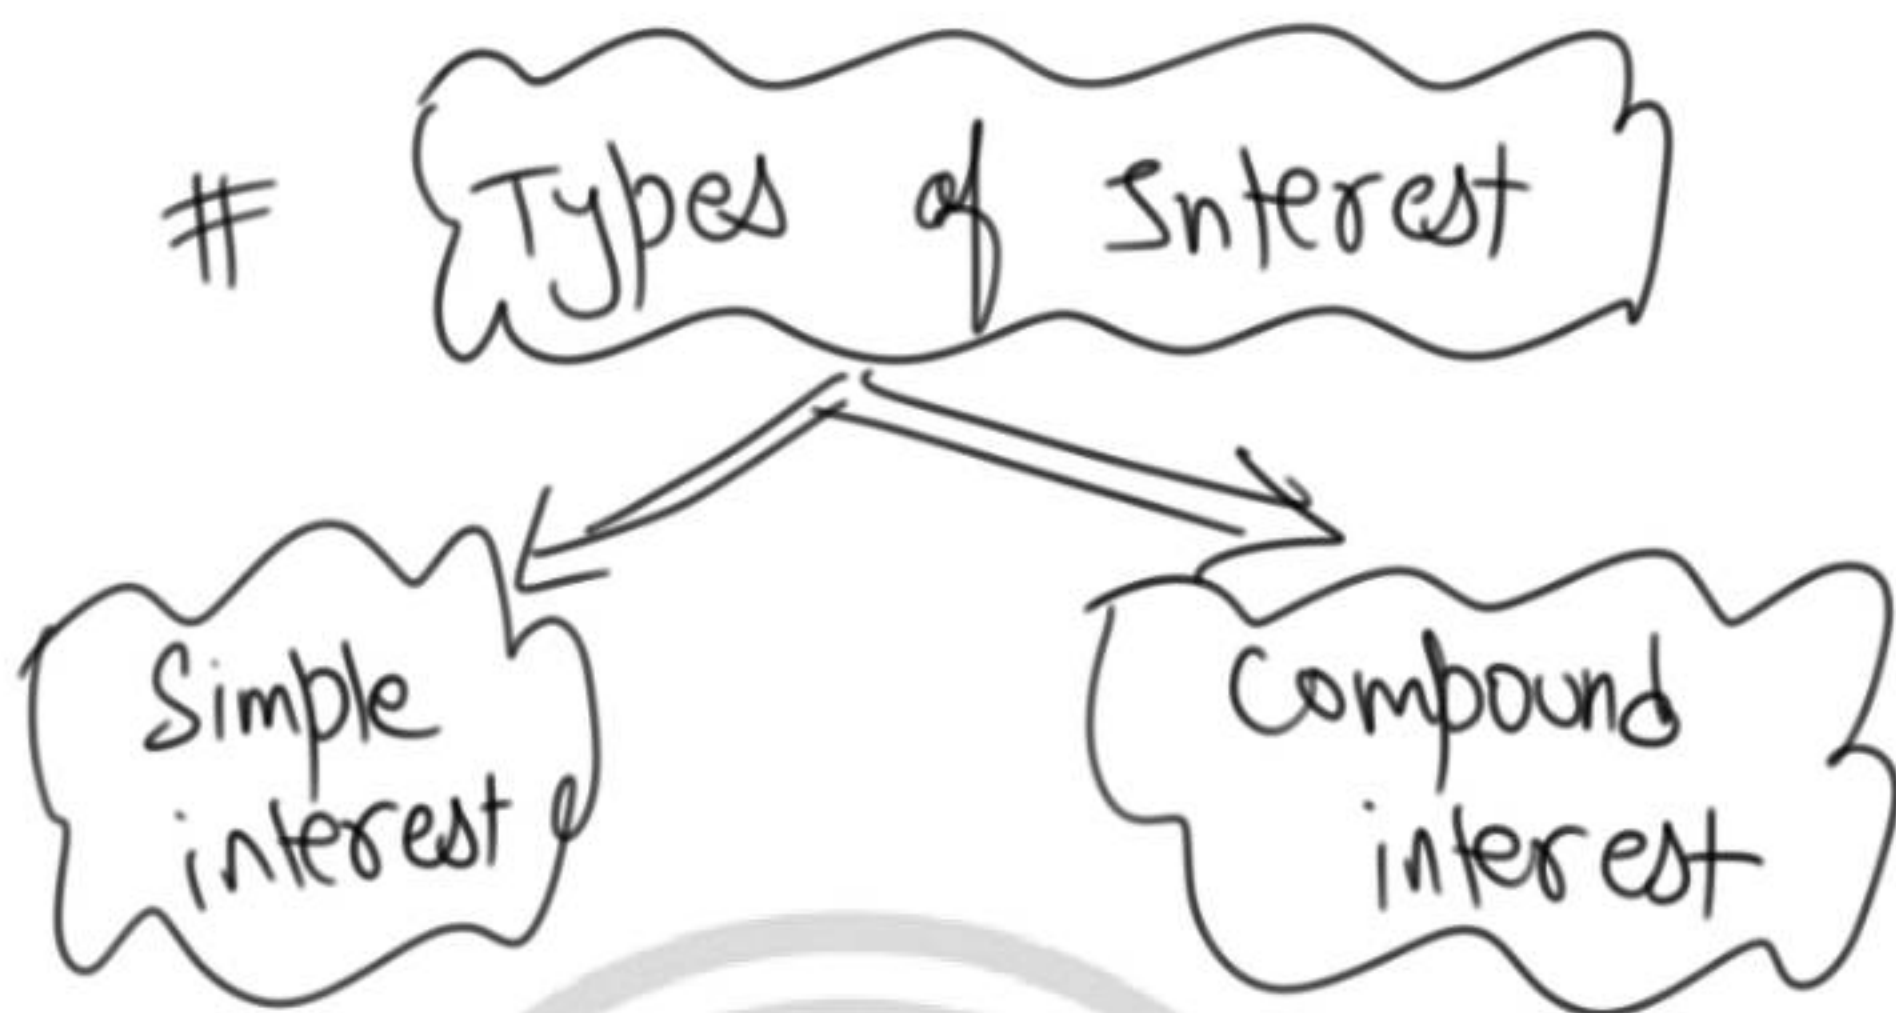 # Types of Interest
Simple
interest
Compound
interest